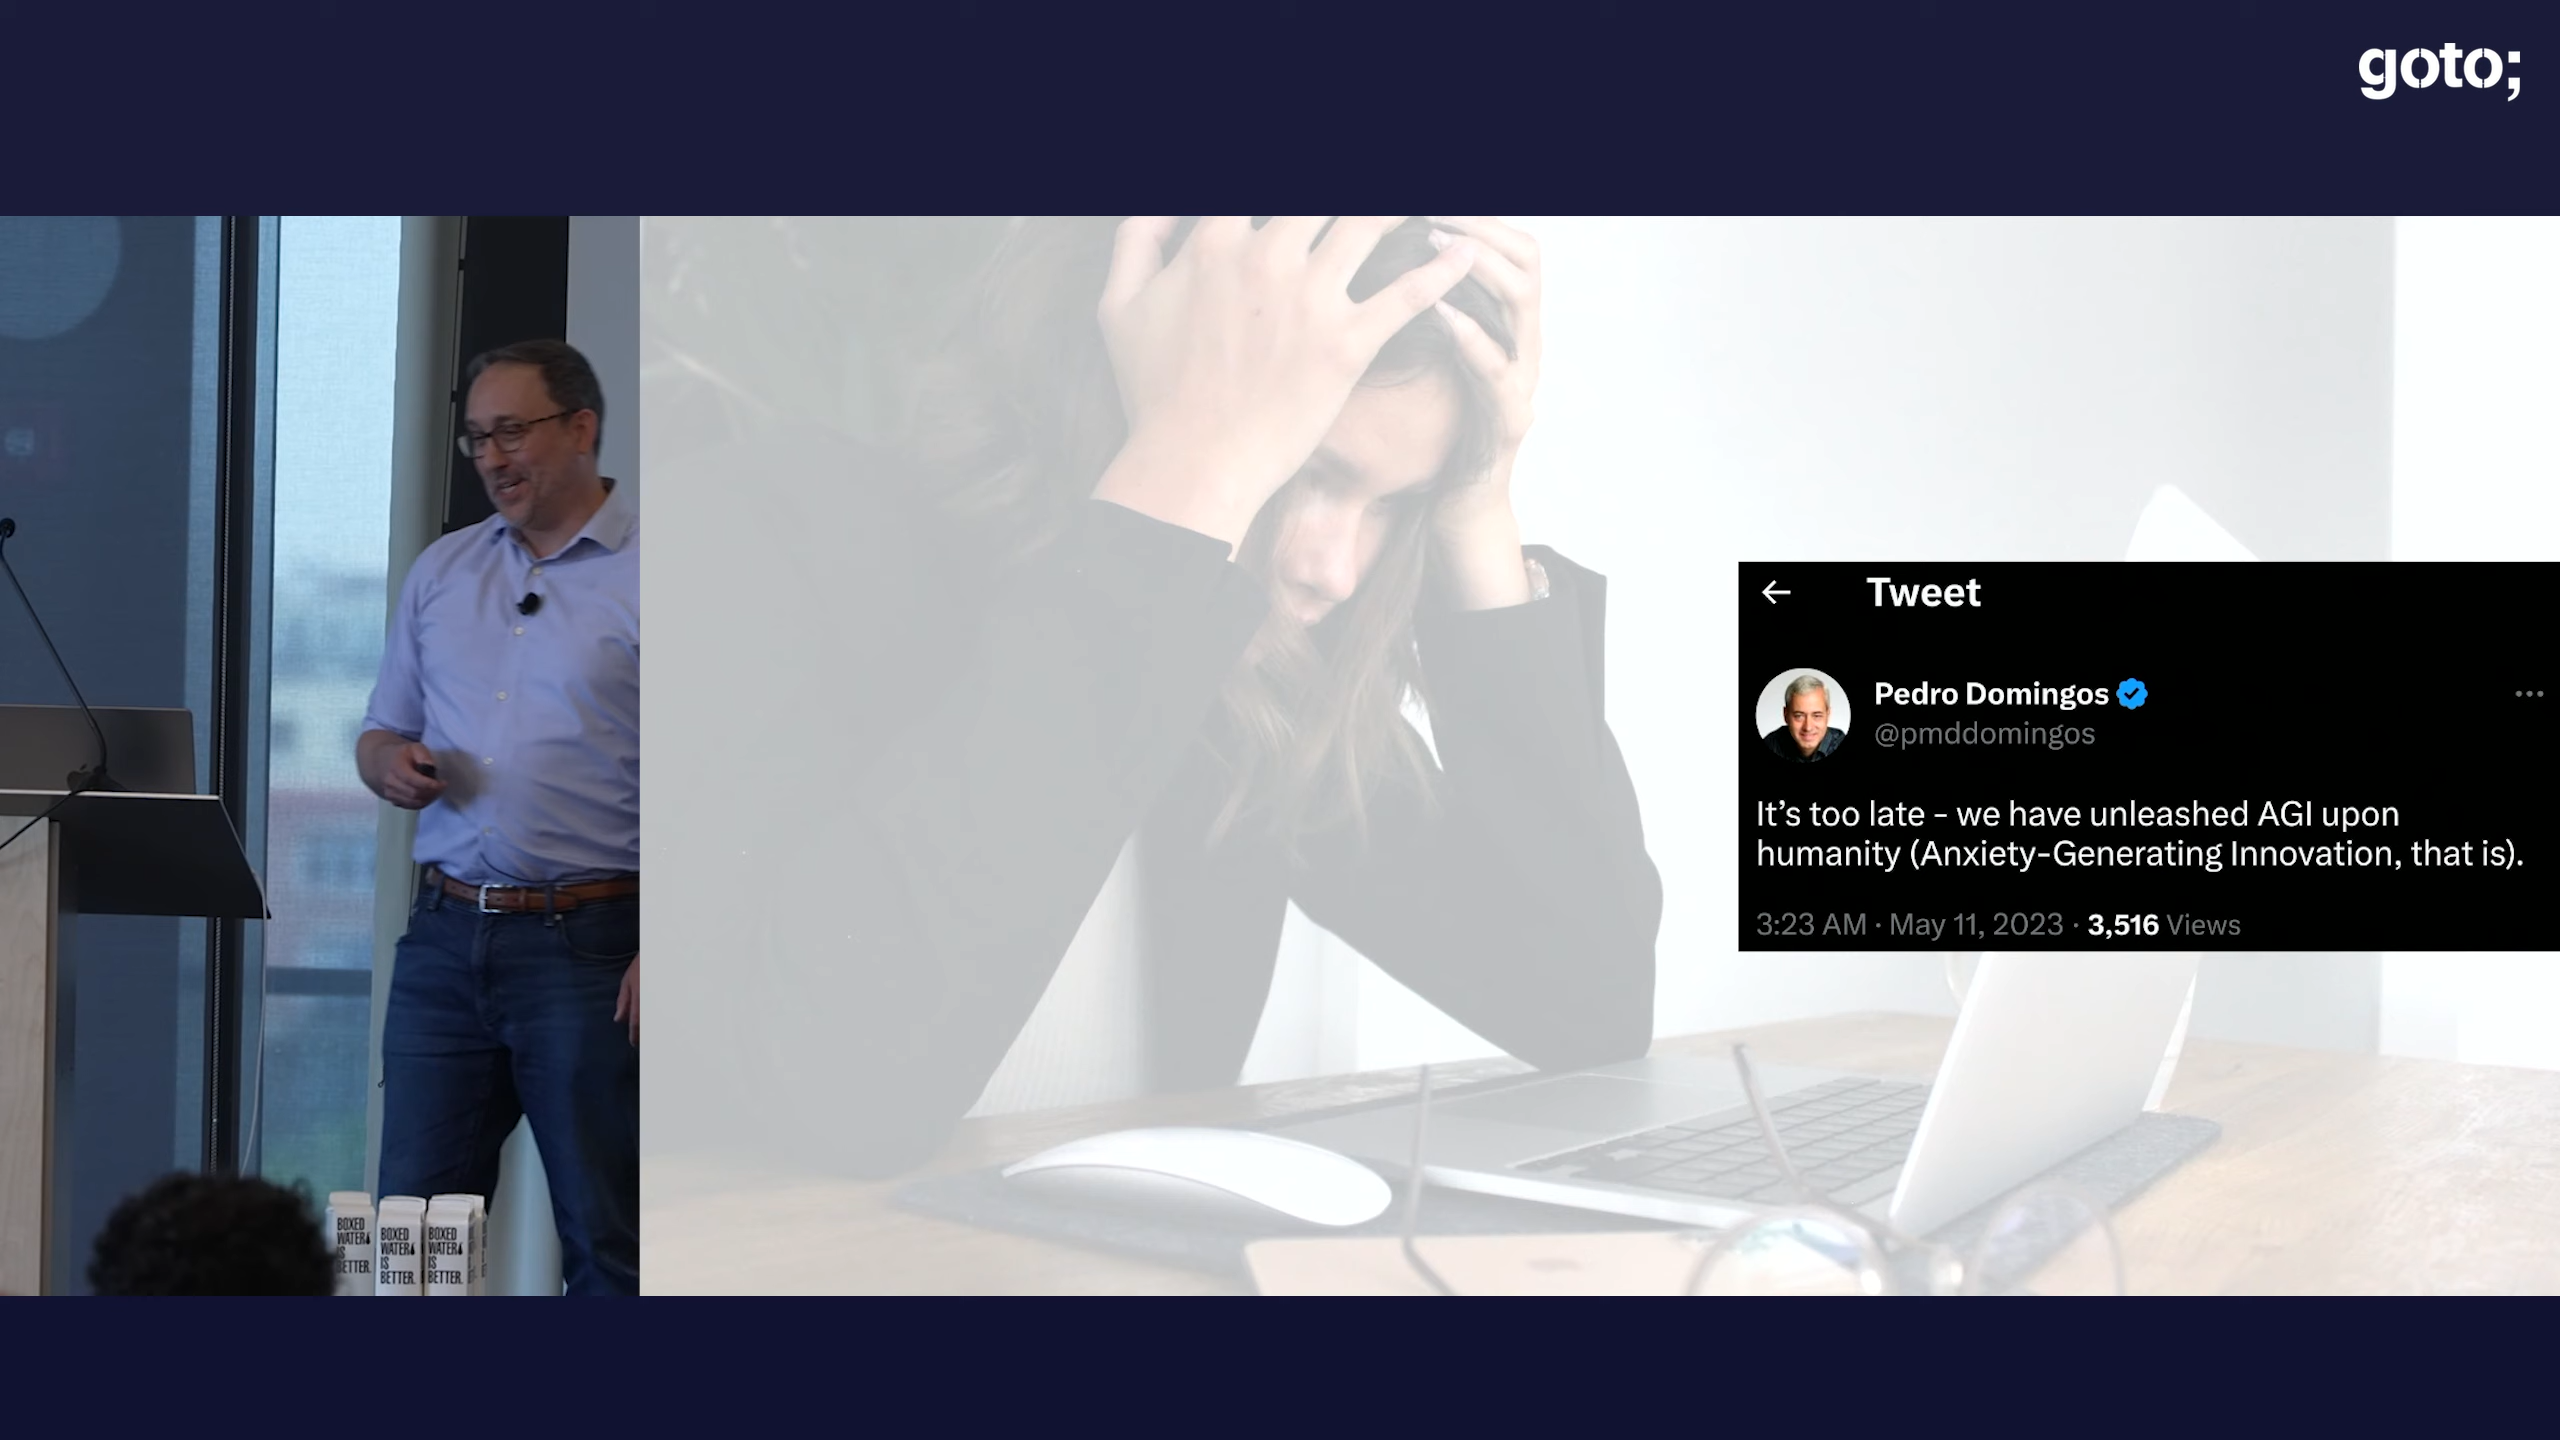 goto;
Tweet
Pedro Domingos
@pmddomingos
It’s too late - we have unleashed AGI upon
humanity (Anxiety-Generating Innovation, that is).
3:23 AM · May 11, 2023 · 3,516 Views
BOXED
WATER
IS
BETTER.
BOXED
WATER
IS
BETTER.
BOXED
WATER
IS
BETTER.